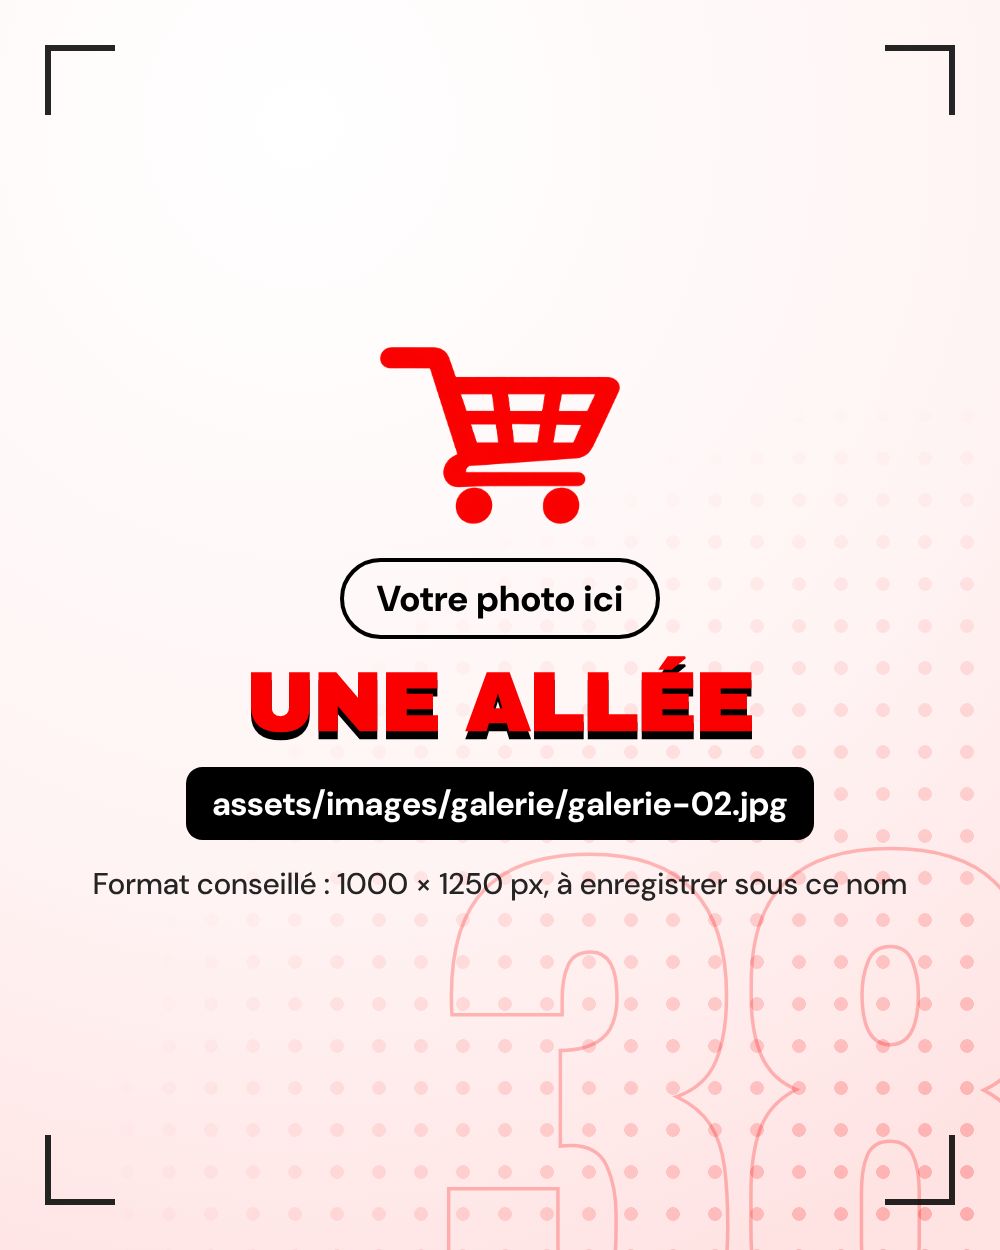 Votre photo ici
UNE ALLÉE
assets/images/galerie/galerie-02.jpg
Format conseillé : 1000 × 1250 px, à enregistrer sous ce nom
38